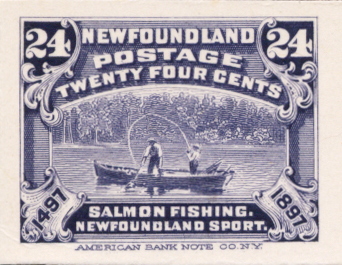 24 NEWFOUNDLAND 24
POSTAGE
TWENTY FOUR CENTS
1497 SALMON FISHING. 1897
NEWFOUNDLAND SPORT.
AMERICAN BANK NOTE CO. N.Y.